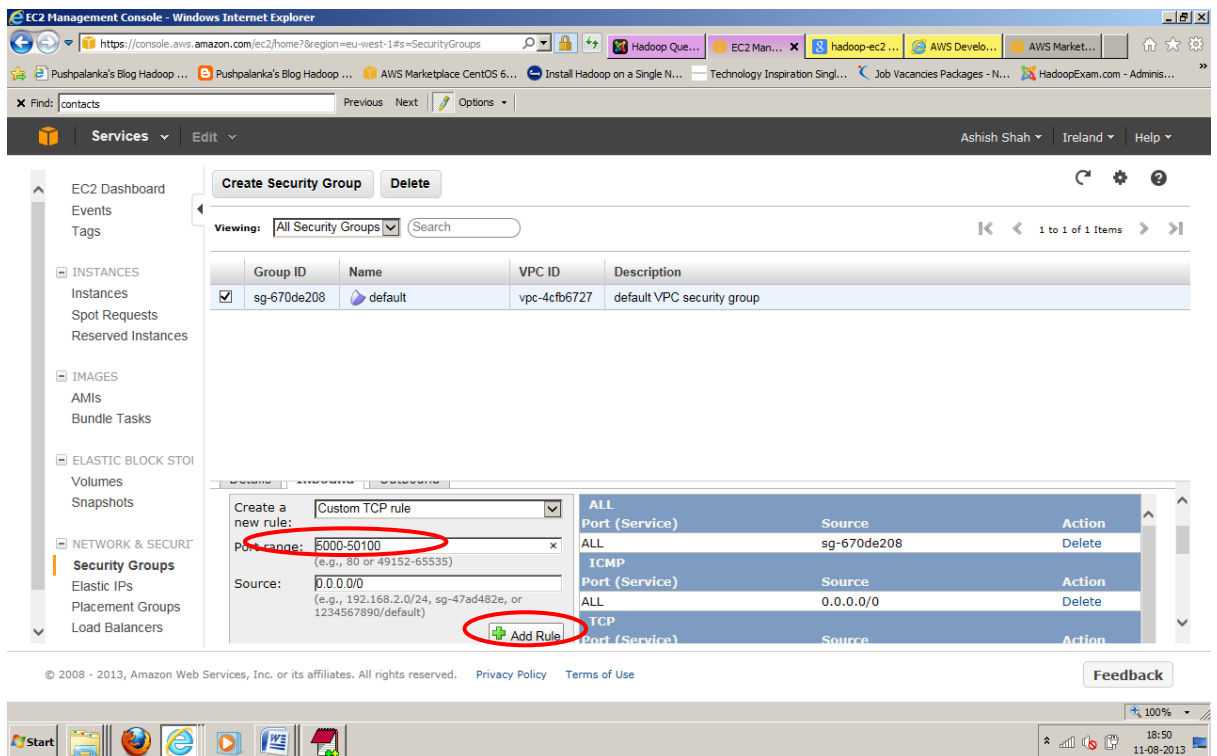 EC2 Management Console - Windows Internet Explorer
https://console.aws.amazon.com/ec2/home?&region=eu-west-1#s=SecurityGroups
Hadoop Que... EC2 Man... hadoop-ec2 ... AWS Develo... AWS Market...
Pushpalanka's Blog Hadoop ... Pushpalanka's Blog Hadoop ... AWS Marketplace CentOS 6... Install Hadoop on a Single N... Technology Inspiration Singl... Job Vacancies Packages - N... HadoopExam.com - Adminis...
Find: contacts Previous Next Options
Services Edit Ashish Shah Ireland Help
EC2 Dashboard
Events
Tags
INSTANCES
Instances
Spot Requests
Reserved Instances
IMAGES
AMIs
Bundle Tasks
ELASTIC BLOCK STOR
Volumes
Snapshots
NETWORK & SECURIT
Security Groups
Elastic IPs
Placement Groups
Load Balancers
Create Security Group Delete
Viewing: All Security Groups Search 1 to 1 of 1 Items
Group ID Name VPC ID Description
sg-670de208 default vpc-4cfb6727 default VPC security group
Details Inbound Outbound
Create a new rule: Custom TCP rule
Port range: 5000-50100
(e.g., 80 or 49152-65535)
Source: 0.0.0.0/0
(e.g., 192.168.2.0/24, sg-47ad482e, or
1234567890/default)
Add Rule
ALL
Port (Service) Source Action
ALL sg-670de208 Delete
ICMP
Port (Service) Source Action
ALL 0.0.0.0/0 Delete
TCP
Port (Service) Source Action
© 2008 - 2013, Amazon Web Services, Inc. or its affiliates. All rights reserved. Privacy Policy Terms of Use Feedback
100%
Start 18:50
11-08-2013